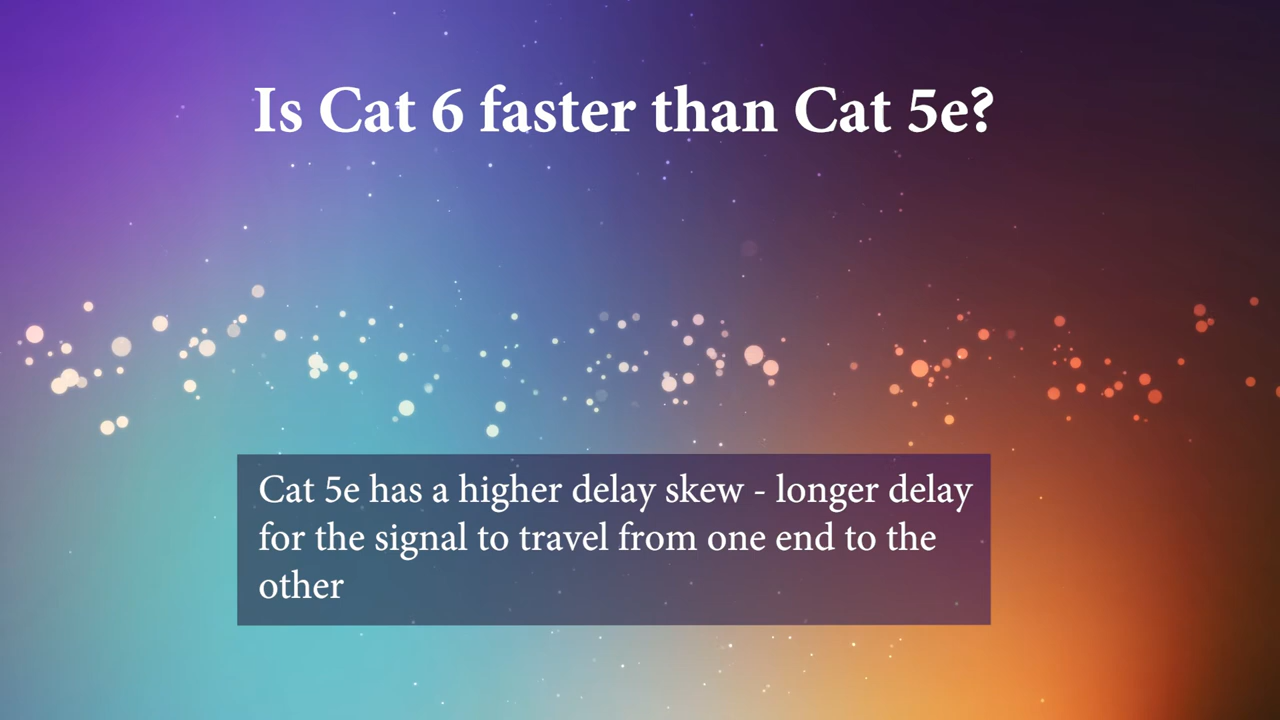 Is Cat 6 faster than Cat 5e?
Cat 5e has a higher delay skew - longer delay
for the signal to travel from one end to the
other